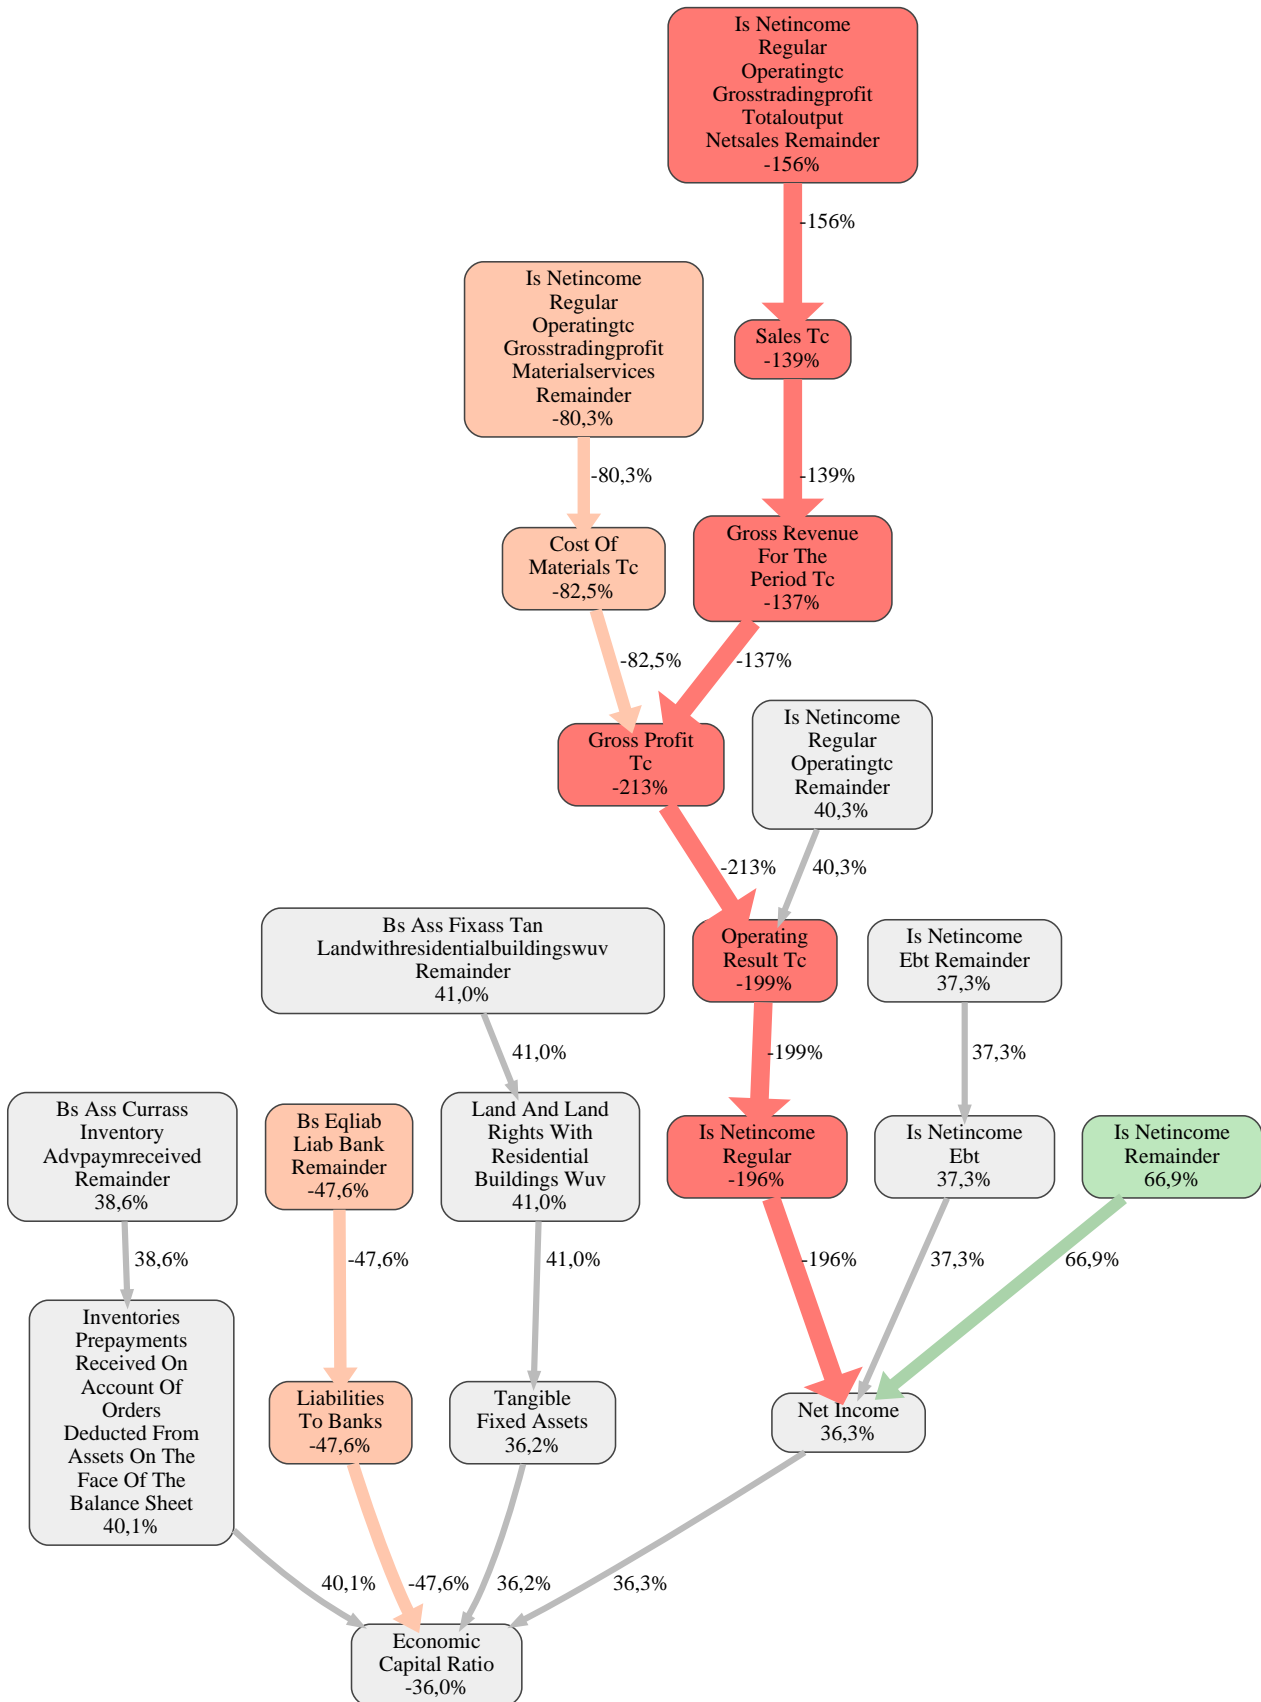 Is Netincome
Regular
Operatingtc
Grosstradingprofit
Totaloutput
Netsales Remainder
-156%
-156%
Is Netincome
Regular
Operatingtc
Grosstradingprofit
Materialservices
Remainder
-80,3%
Sales Tc
-139%
-80,3%
-139%
Cost Of
Materials Tc
-82,5%
Gross Revenue
For The
Period Tc
-137%
-82,5%
-137%
Gross Profit
Tc
-213%
Is Netincome
Regular
Operatingtc
Remainder
40,3%
-213%
40,3%
Bs Ass Fixass Tan
Landwithresidentialbuildingswuv
Remainder
41,0%
Operating
Result Tc
-199%
Is Netincome
Ebt Remainder
37,3%
41,0%
-199%
37,3%
Bs Ass Currass
Inventory
Advpaymreceived
Remainder
38,6%
Bs Eqliab
Liab Bank
Remainder
-47,6%
Land And Land
Rights With
Residential
Buildings Wuv
41,0%
Is Netincome
Regular
-196%
Is Netincome
Ebt
37,3%
Is Netincome
Remainder
66,9%
38,6%
-47,6%
41,0%
-196%
37,3%
66,9%
Inventories
Prepayments
Received On
Account Of
Orders
Deducted From
Assets On The
Face Of The
Balance Sheet
40,1%
Liabilities
To Banks
-47,6%
Tangible
Fixed Assets
36,2%
Net Income
36,3%
40,1%
-47,6%
36,2%
36,3%
Economic
Capital Ratio
-36,0%